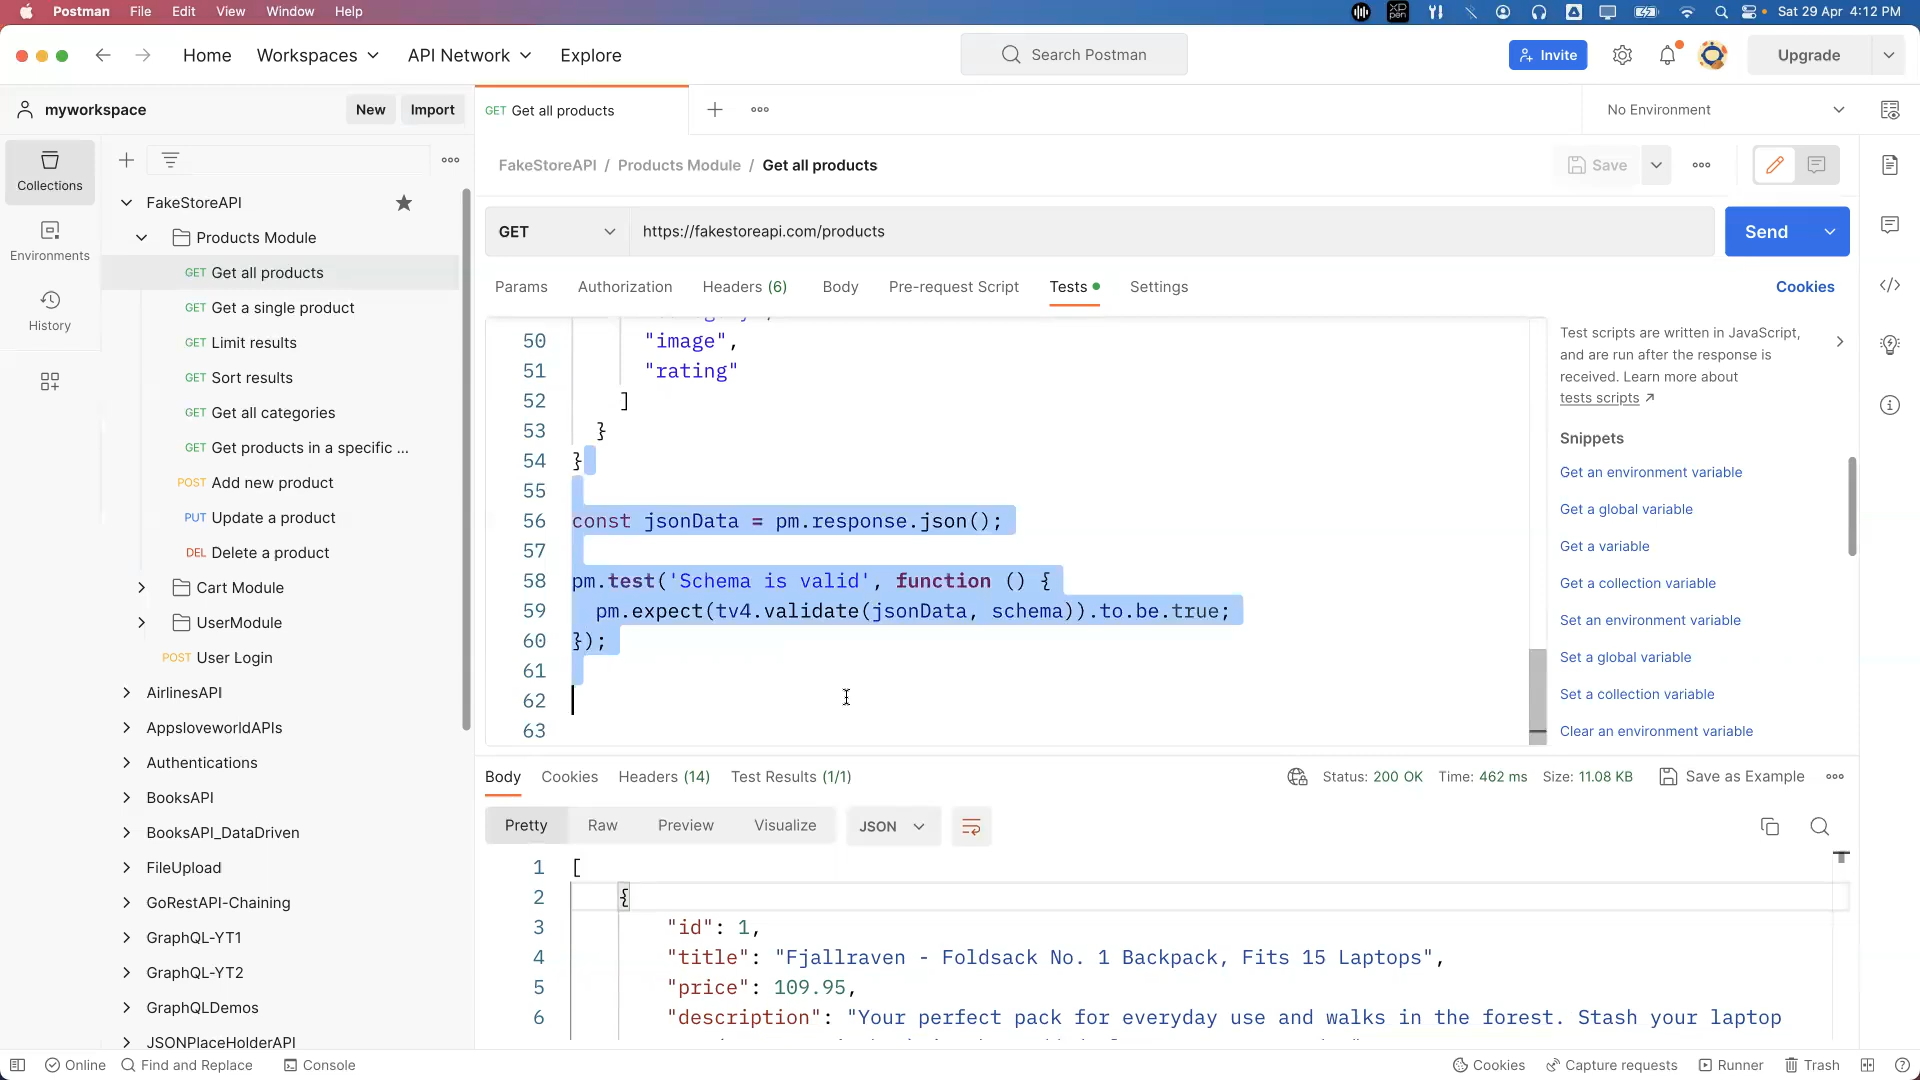 Postman File Edit View Window Help
XP pen
Sat 29 Apr 4:12 PM
Home Workspaces API Network Explore
Search Postman
Invite
Upgrade
myworkspace
New Import
GET Get all products
No Environment
Collections
Environments
History
FakeStoreAPI
Products Module
GET Get all products
GET Get a single product
GET Limit results
GET Sort results
GET Get all categories
GET Get products in a specific ...
POST Add new product
PUT Update a product
DEL Delete a product
Cart Module
UserModule
POST User Login
AirlinesAPI
AppsloveworldAPIs
Authentications
BooksAPI
BooksAPI_DataDriven
FileUpload
GoRestAPI-Chaining
GraphQL-YT1
GraphQL-YT2
GraphQLDemos
JSONPlaceHolderAPI
FakeStoreAPI / Products Module / Get all products
Save
GET
https://fakestoreapi.com/products
Send
Params Authorization Headers (6) Body Pre-request Script Tests Settings
Cookies
50 "image",
51 "rating"
52 ]
53 }
54 }
55
56 const jsonData = pm.response.json();
57
58 pm.test('Schema is valid', function () {
59 pm.expect(tv4.validate(jsonData, schema)).to.be.true;
60 });
61
62
63
Test scripts are written in JavaScript,
and are run after the response is
received. Learn more about
tests scripts
Snippets
Get an environment variable
Get a global variable
Get a variable
Get a collection variable
Set an environment variable
Set a global variable
Set a collection variable
Clear an environment variable
Body Cookies Headers (14) Test Results (1/1)
Status: 200 OK Time: 462 ms Size: 11.08 KB
Save as Example
Pretty Raw Preview Visualize JSON
1 [
2 {
3 "id": 1,
4 "title": "Fjallraven - Foldsack No. 1 Backpack, Fits 15 Laptops",
5 "price": 109.95,
6 "description": "Your perfect pack for everyday use and walks in the forest. Stash your laptop
Online Find and Replace Console
Cookies Capture requests Runner Trash